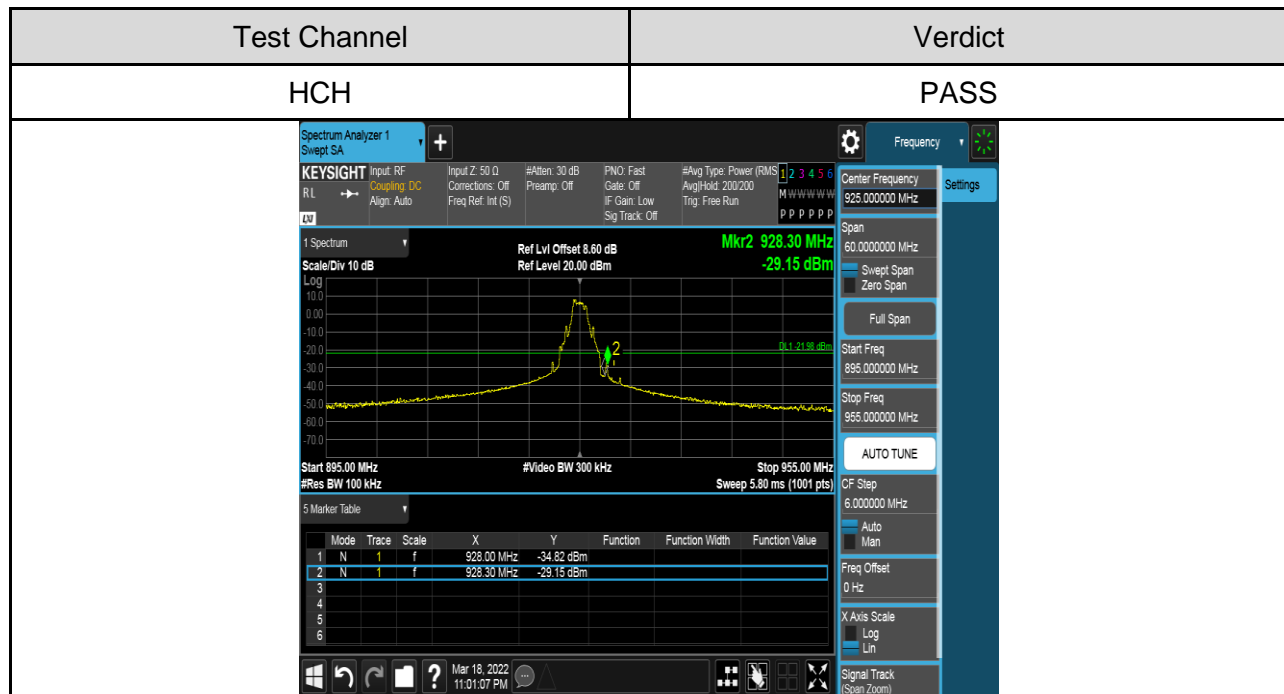 Test Channel Verdict
HCH PASS
Spectrum Analyzer 1
Swept SA
+
Frequency
KEYSIGHT Input: RF Input Z: 50 Ω #Atten: 30 dB PNO: Fast #Avg Type: Power (RMS 1 2 3 4 5 6
RL Coupling: DC Corrections: Off Preamp: Off Gate: Off Avg|Hold: 200/200 M W W W W W
Align: Auto Freq Ref: Int (S) IF Gain: Low Trig: Free Run
LXI Sig Track: Off P P P P P P
1 Spectrum Ref Lvl Offset 8.60 dB Mkr2 928.30 MHz
Scale/Div 10 dB Ref Level 20.00 dBm -29.15 dBm
Log
10.0
0.00
-10.0
-20.0 2 DL1 -21.98 dBm
-30.0
-40.0
-50.0
-60.0
-70.0
Start 895.00 MHz #Video BW 300 kHz Stop 955.00 MHz
#Res BW 100 kHz Sweep 5.80 ms (1001 pts)
5 Marker Table
Mode Trace Scale X Y Function Function Width Function Value
1 N 1 f 928.00 MHz -34.82 dBm
2 N 1 f 928.30 MHz -29.15 dBm
3
4
5
6
? Mar 18, 2022
11:01:07 PM
Center Frequency
925.000000 MHz
Settings
Span
60.0000000 MHz
Swept Span
Zero Span
Full Span
Start Freq
895.000000 MHz
Stop Freq
955.000000 MHz
AUTO TUNE
CF Step
6.000000 MHz
Auto
Man
Freq Offset
0 Hz
X Axis Scale
Log
Lin
Signal Track
(Span Zoom)